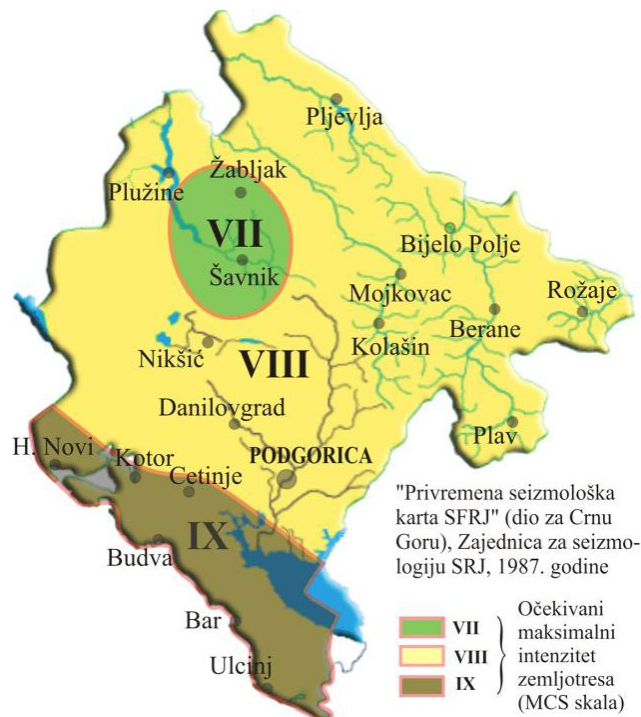 Pljevlja
Žabljak
Plužine
VII
Bijelo Polje
Šavnik
Mojkovac
Rožaje
Berane
Kolašin
Nikšić
VIII
Danilovgrad
Plav
H. Novi
Kotor
PODGORICA
Cetinje
IX
Budva
Bar
Ulcinj
"Privremena seizmološka
karta SFRJ" (dio za Crnu
Goru), Zajednica za seizmo-
logiju SRJ, 1987. godine
VII
VIII
IX
Očekivani
maksimalni
intenzitet
zemljotresa
(MCS skala)